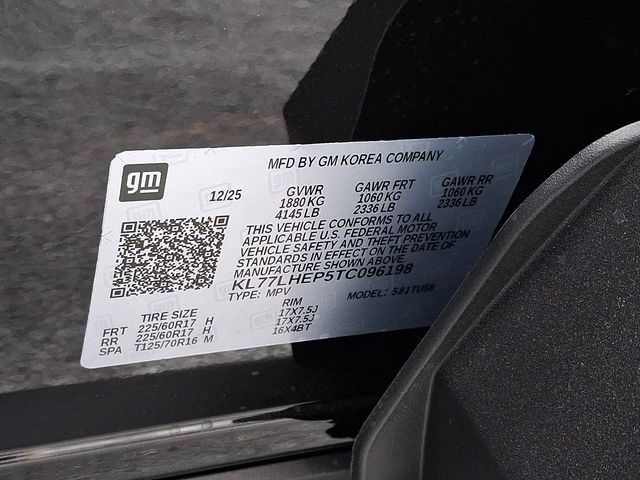 gm
MFD BY GM KOREA COMPANY
12/25 GVWR GAWR FRT GAWR RR
1880 KG 1060 KG 1060 KG
4145 LB 2336 LB 2336 LB
THIS VEHICLE CONFORMS TO ALL
APPLICABLE U.S. FEDERAL MOTOR
VEHICLE SAFETY AND THEFT PREVENTION
STANDARDS IN EFFECT ON THE DATE OF
MANUFACTURE SHOWN ABOVE.
KL77LHEP5TC096198
TYPE: MPV MODEL: 581TU58
TIRE SIZE RIM
FRT 225/60R17 H 17X7.5J
RR 225/60R17 H 17X7.5J
SPA T125/70R16 M 16X4BT